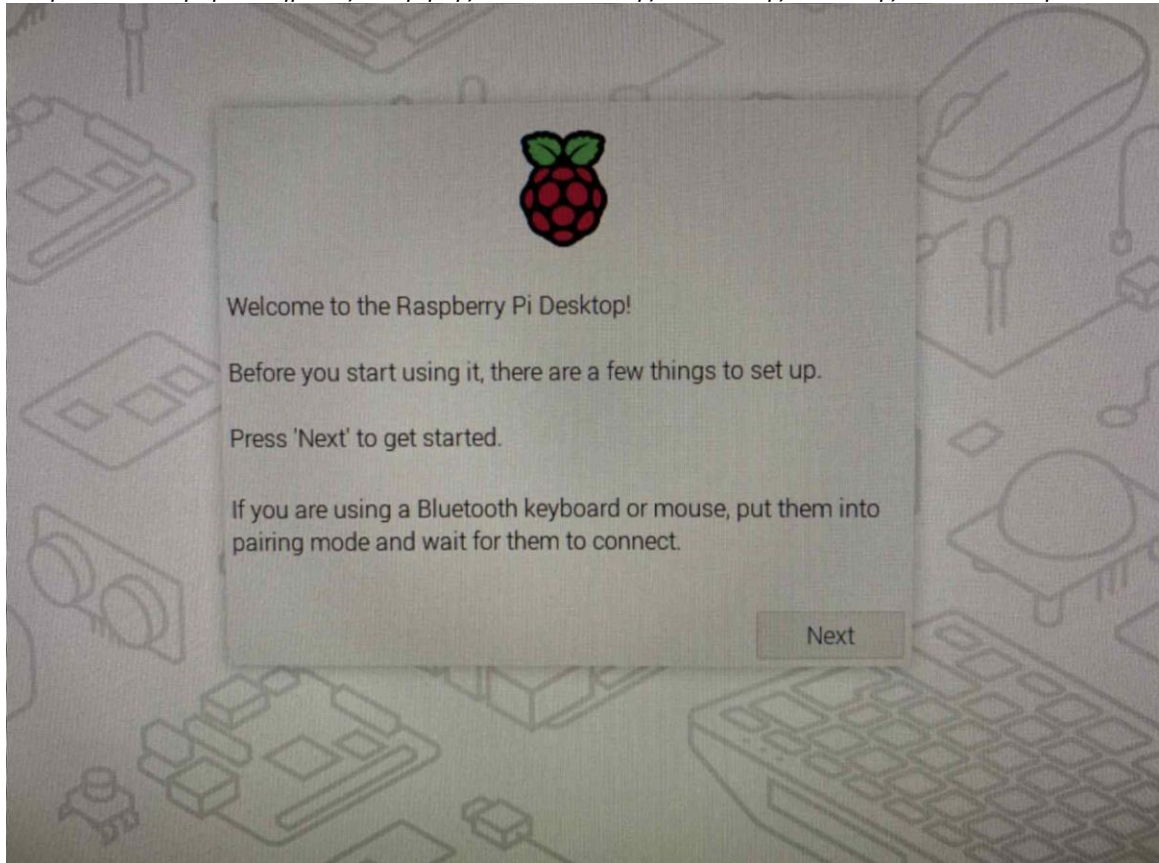 Welcome to the Raspberry Pi Desktop!
Before you start using it, there are a few things to set up.
Press 'Next' to get started.
If you are using a Bluetooth keyboard or mouse, put them into
pairing mode and wait for them to connect.
Next